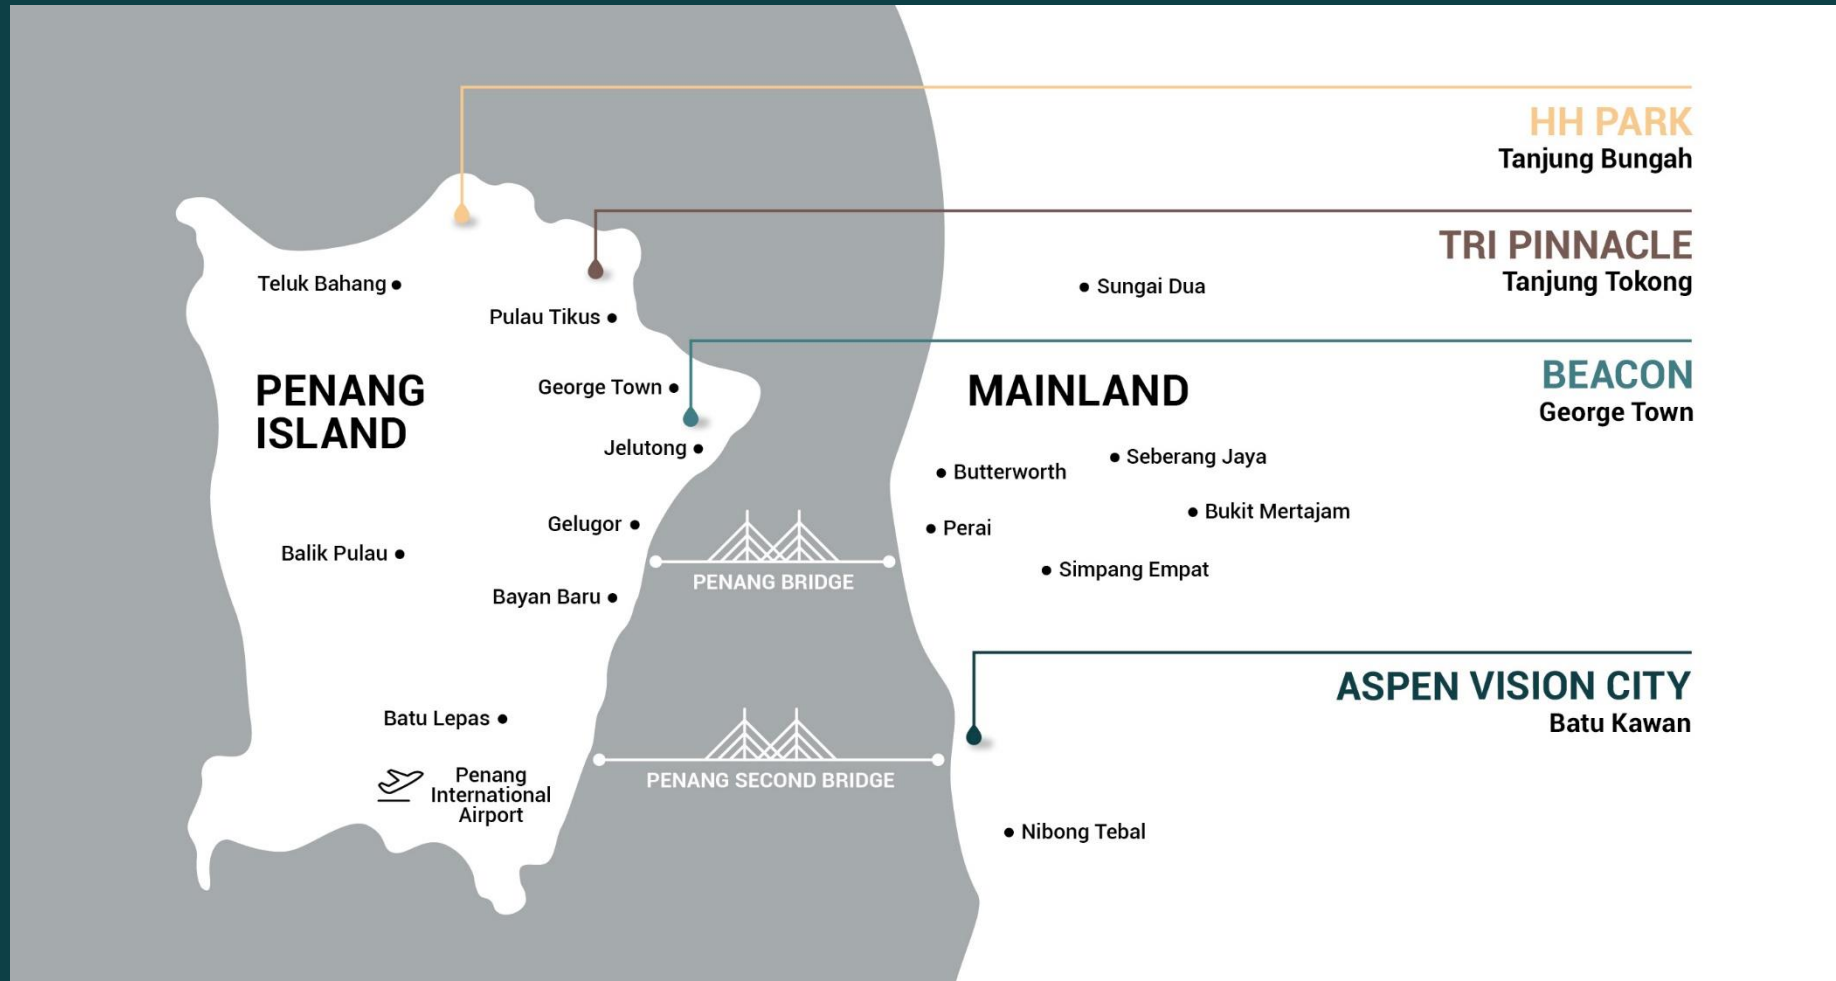 HH PARK
Tanjung Bungah
TRI PINNACLE
Tanjung Tokong
Teluk Bahang
Sungai Dua
Pulau Tikus
PENANG
ISLAND
George Town
MAINLAND
BEACON
George Town
Jelutong
Butterworth
Seberang Jaya
Gelugor
Perai
Bukit Mertajam
Balik Pulau
PENANG BRIDGE
Simpang Empat
Bayan Baru
ASPEN VISION CITY
Batu Kawan
Batu Lepas
Penang
International
Airport
PENANG SECOND BRIDGE
Nibong Tebal